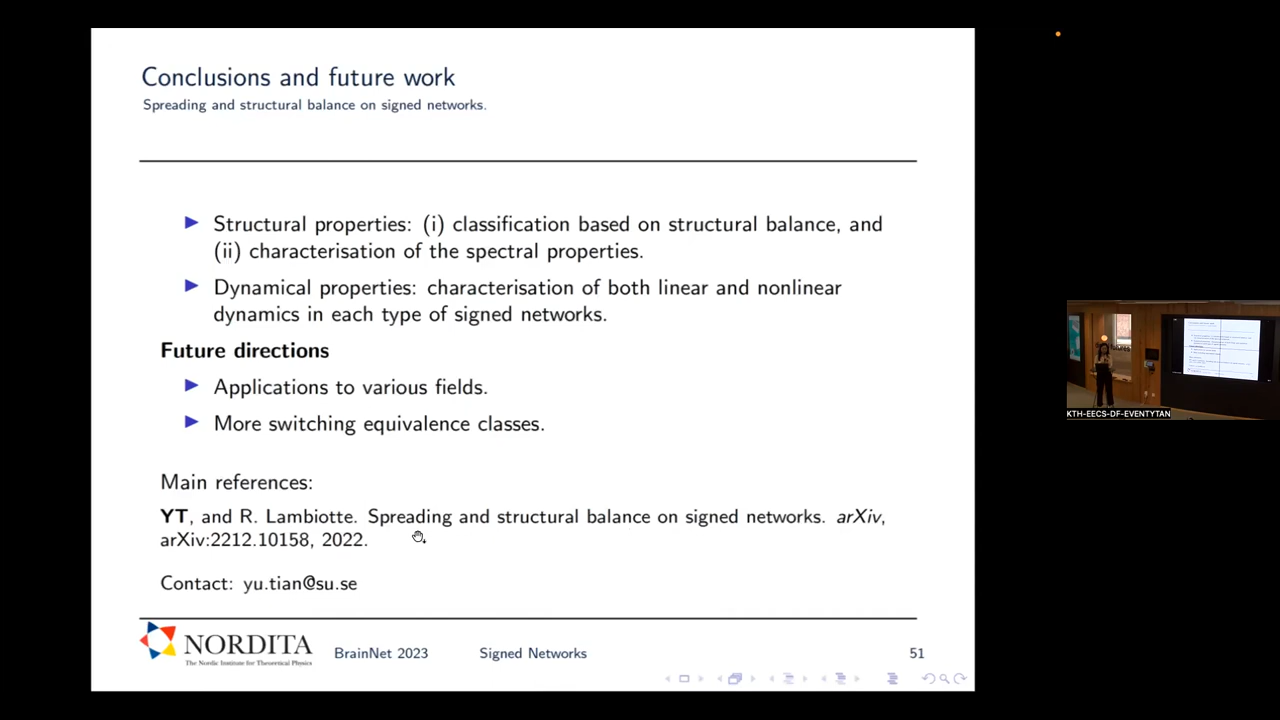 Conclusions and future work
Spreading and structural balance on signed networks.
▶ Structural properties: (i) classification based on structural balance, and
(ii) characterisation of the spectral properties.
▶ Dynamical properties: characterisation of both linear and nonlinear
dynamics in each type of signed networks.
Future directions
▶ Applications to various fields.
▶ More switching equivalence classes.
Main references:
YT, and R. Lambiotte. Spreading and structural balance on signed networks. arXiv,
arXiv:2212.10158, 2022.
Contact: yu.tian@su.se
NORDITA
The Nordic Institute for Theoretical Physics
BrainNet 2023 Signed Networks 51
KTH-EECS-DF-EVENTYTAN